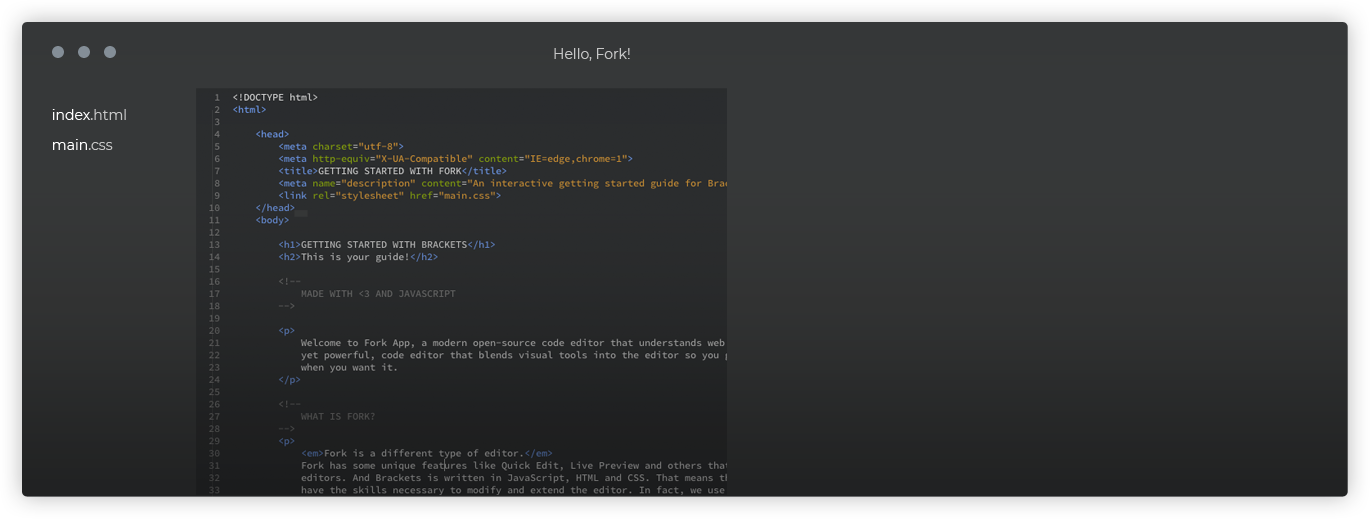 Hello, Fork!
index.html
main.css
1 <!DOCTYPE html>
2 <html>
3
4 <head>
5 <meta charset="utf-8">
6 <meta http-equiv="X-UA-Compatible" content="IE=edge,chrome=1">
7 <title>GETTING STARTED WITH FORK</title>
8 <meta name="description" content="An interactive getting started guide for Brac
9 <link rel="stylesheet" href="main.css">
10 </head>
11 <body>
12
13 <h1>GETTING STARTED WITH BRACKETS</h1>
14 <h2>This is your guide!</h2>
15
16 <!--
17 MADE WITH <3 AND JAVASCRIPT
18 -->
19
20 <p>
21 Welcome to Fork App, a modern open-source code editor that understands web
22 yet powerful, code editor that blends visual tools into the editor so you
23 when you want it.
24 </p>
25
26 <!--
27 WHAT IS FORK?
28 -->
29 <p>
30 <em>Fork is a different type of editor.</em>
31 Fork has some unique features like Quick Edit, Live Preview and others that
32 editors. And Brackets is written in JavaScript, HTML and CSS. That means
33 have the skills necessary to modify and extend the editor. In fact, we use